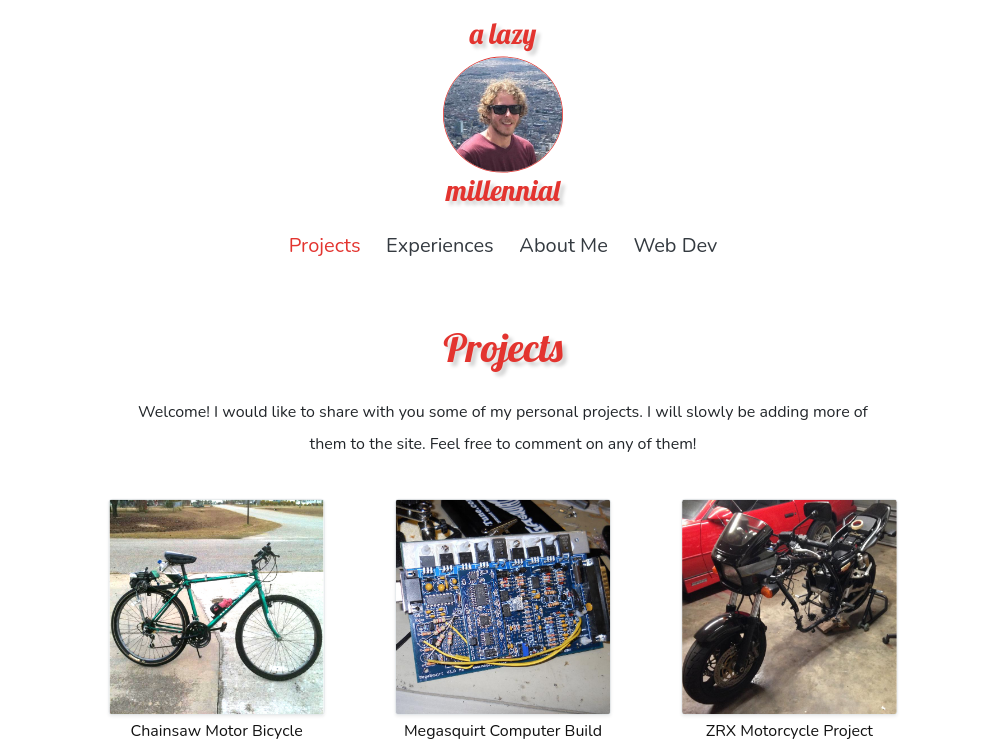 a lazy
millennial
Projects Experiences About Me Web Dev
Projects
Welcome! I would like to share with you some of my personal projects. I will slowly be adding more of
them to the site. Feel free to comment on any of them!
Chainsaw Motor Bicycle Megasquirt Computer Build ZRX Motorcycle Project